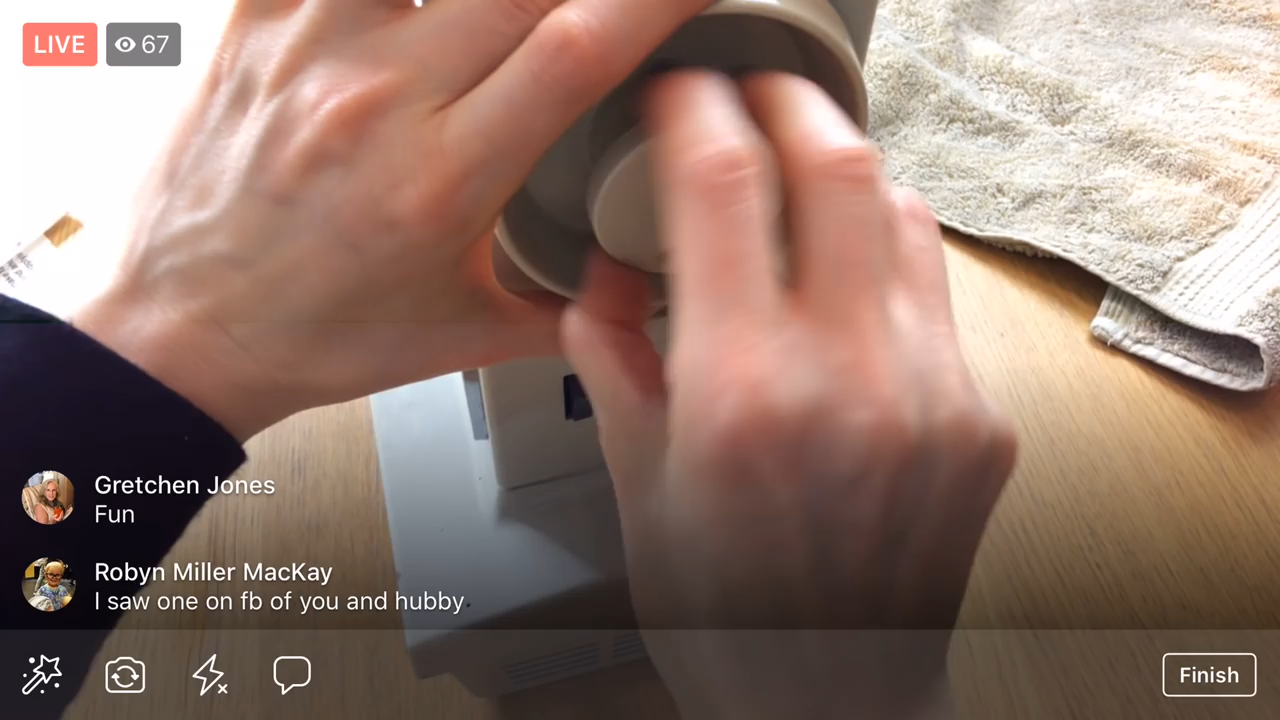 LIVE
67
Gretchen Jones
Fun
Robyn Miller MacKay
I saw one on fb of you and hubby
Finish